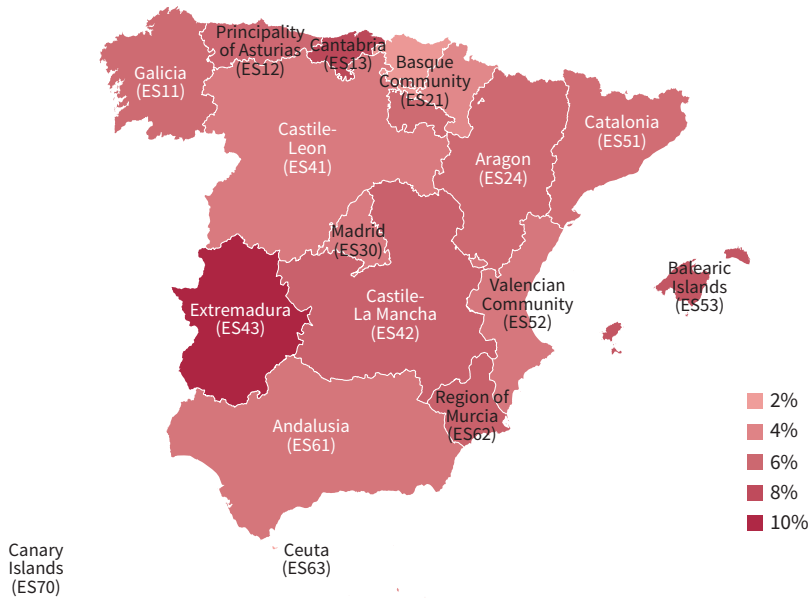 Principality
of Asturias
(ES12)
Cantabria
(ES13)
Basque
Community
(ES21)
Galicia
(ES11)
Castile-
Leon
(ES41)
Aragon
(ES24)
Catalonia
(ES51)
Madrid
(ES30)
Extremadura
(ES43)
Castile-
La Mancha
(ES42)
Valencian
Community
(ES52)
Balearic
Islands
(ES53)
Region of
Murcia
(ES62)
Andalusia
(ES61)
2%
4%
6%
8%
10%
Canary
Islands
(ES70)
Ceuta
(ES63)